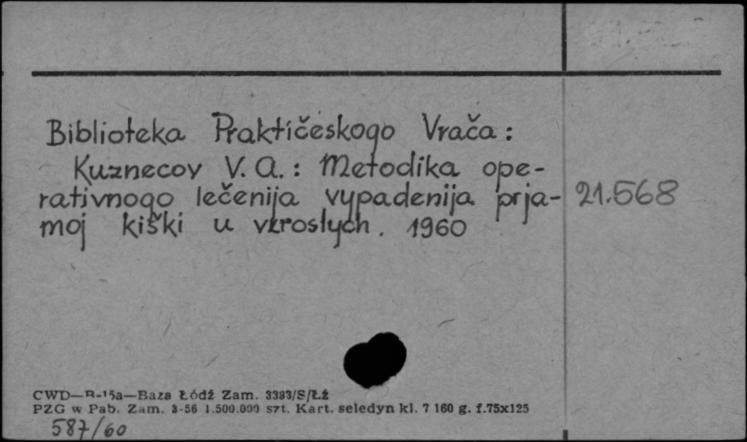 Biblioteka Praktičeskogo Vrača:
Kuznecov V. A.: Metodika ope-
rativnogo lečenija vypadenija prja-
moj kiški u vzroslych. 1960
21.568
CWD—B-15a—Baza Łódź Zam. 3383/S/Łź
PZG w Pab. Zam. 3-56 1.500.000 szt. Kart. seledyn kl. 7 160 g. f.75x125
587/60